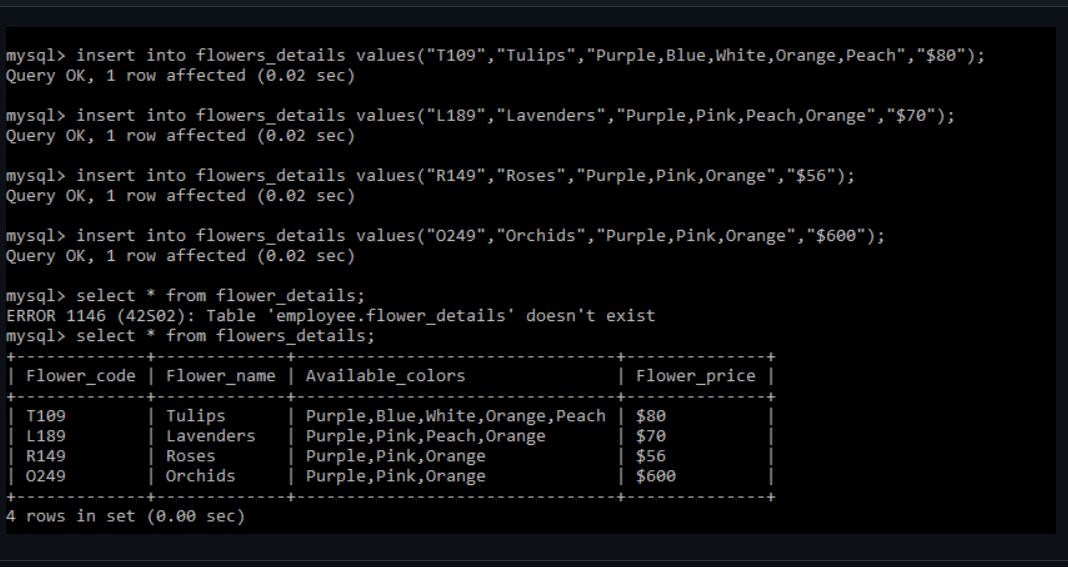 mysql> insert into flowers_details values("T109","Tulips","Purple,Blue,White,Orange,Peach","$80");
Query OK, 1 row affected (0.02 sec)
mysql> insert into flowers_details values("L189","Lavenders","Purple,Pink,Peach,Orange","$70");
Query OK, 1 row affected (0.02 sec)
mysql> insert into flowers_details values("R149","Roses","Purple,Pink,Orange","$56");
Query OK, 1 row affected (0.02 sec)
mysql> insert into flowers_details values("O249","Orchids","Purple,Pink,Orange","$600");
Query OK, 1 row affected (0.02 sec)
mysql> select * from flower_details;
ERROR 1146 (42S02): Table 'employee.flower_details' doesn't exist
mysql> select * from flowers_details;
+-------------+-------------+--------------------------------+--------------+
| Flower_code | Flower_name | Available_colors               | Flower_price |
+-------------+-------------+--------------------------------+--------------+
| T109        | Tulips      | Purple,Blue,White,Orange,Peach | $80          |
| L189        | Lavenders   | Purple,Pink,Peach,Orange       | $70          |
| R149        | Roses       | Purple,Pink,Orange             | $56          |
| O249        | Orchids     | Purple,Pink,Orange             | $600         |
+-------------+-------------+--------------------------------+--------------+
4 rows in set (0.00 sec)